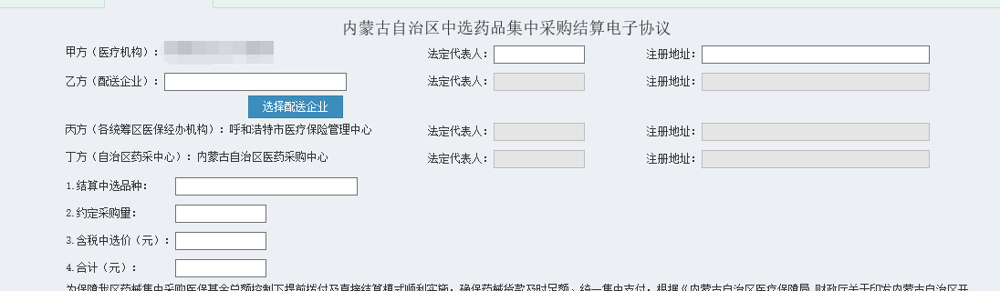 内蒙古自治区中选药品集中采购结算电子协议
甲方（医疗机构）： 法定代表人： 注册地址：
乙方（配送企业）： 法定代表人： 注册地址：
选择配送企业
丙方（各统筹区医保经办机构）：呼和浩特市医疗保险管理中心 法定代表人： 注册地址：
丁方（自治区药采中心）：内蒙古自治区医药采购中心 法定代表人： 注册地址：
1.结算中选品种：
2.约定采购量：
3.含税中选价（元）：
4.合计（元）：
为保障我区药械集中采购医保基金总额控制下提前拨付及直接结算模式顺利实施，确保药械货款及时足额、统一集中支付，根据《内蒙古自治区医疗保障局 财政厅关于印发内蒙古自治区开